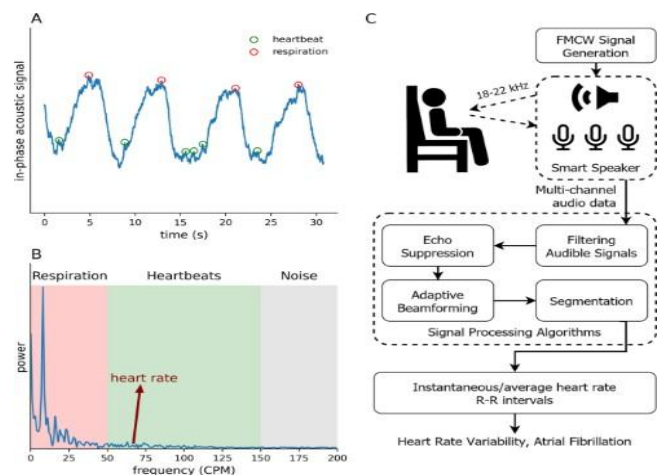 A
heartbeat
respiration
in-phase acoustic signal
0 5 10 15 20 25 30
time (s)
B
Respiration Heartbeats Noise
power
heart rate
0 25 50 75 100 125 150 175 200
frequency (CPM)
C
FMCW Signal
Generation
18-22 kHz
Smart Speaker
Multi-channel
audio data
Echo
Suppression
Filtering
Audible Signals
Adaptive
Beamforming
Segmentation
Signal Processing Algorithms
Instantaneous/average heart rate
R-R intervals
Heart Rate Variability, Atrial Fibrillation